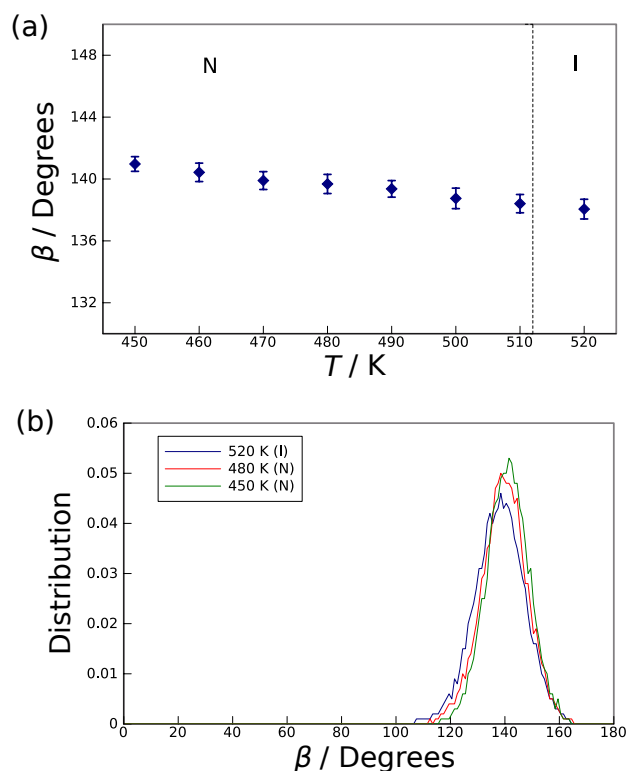 (a)
148
144
140
136
132
β / Degrees
N
I
450 460 470 480 490 500 510 520
T / K
(b)
0.06
0.05
0.04
0.03
0.02
0.01
0
Distribution
520 K (I)
480 K (N)
450 K (N)
0 20 40 60 80 100 120 140 160 180
β / Degrees